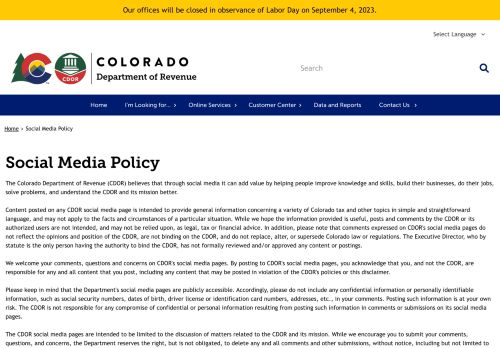 Our offices will be closed in observance of Labor Day on September 4, 2023.
Select Language
CDOR
COLORADO
Department of Revenue
Search
Home
I'm Looking for...
Online Services
Customer Center
Data and Reports
Contact Us
Home › Social Media Policy
Social Media Policy
The Colorado Department of Revenue (CDOR) believes that through social media it can add value by helping people improve knowledge and skills, build their businesses, do their jobs,
solve problems, and understand the CDOR and its mission better.
Content posted on any CDOR social media page is intended to provide general information concerning a variety of Colorado tax and other topics in simple and straightforward
language, and may not apply to the facts and circumstances of a particular situation. While we hope the information provided is useful, posts and comments by the CDOR or its
authorized users are not intended, and may not be relied upon, as legal, tax or financial advice. In addition, please note that comments expressed on CDOR's social media pages do
not reflect the opinions and position of the CDOR, are not binding on the CDOR, and do not replace, alter, or supersede Colorado law or regulations. The Executive Director, who by
statute is the only person having the authority to bind the CDOR, has not formally reviewed and/or approved any content or postings.
We welcome your comments, questions and concerns on CDOR's social media pages. By posting to CDOR's social media pages, you acknowledge that you, and not the CDOR, are
responsible for any and all content that you post, including any content that may be posted in violation of the CDOR's policies or this disclaimer.
Please keep in mind that the Department's social media pages are publicly accessible. Accordingly, please do not include any confidential information or personally identifiable
information, such as social security numbers, dates of birth, driver license or identification card numbers, addresses, etc., in your comments. Posting such information is at your own
risk. The CDOR is not responsible for any compromise of confidential or personal information resulting from posting such information in comments or submissions on its social media
pages.
The CDOR social media pages are intended to be limited to the discussion of matters related to the CDOR and its mission. While we encourage you to submit your comments,
questions, and concerns, the Department reserves the right, but is not obligated, to delete any and all comments and other submissions, without notice, including but not limited to